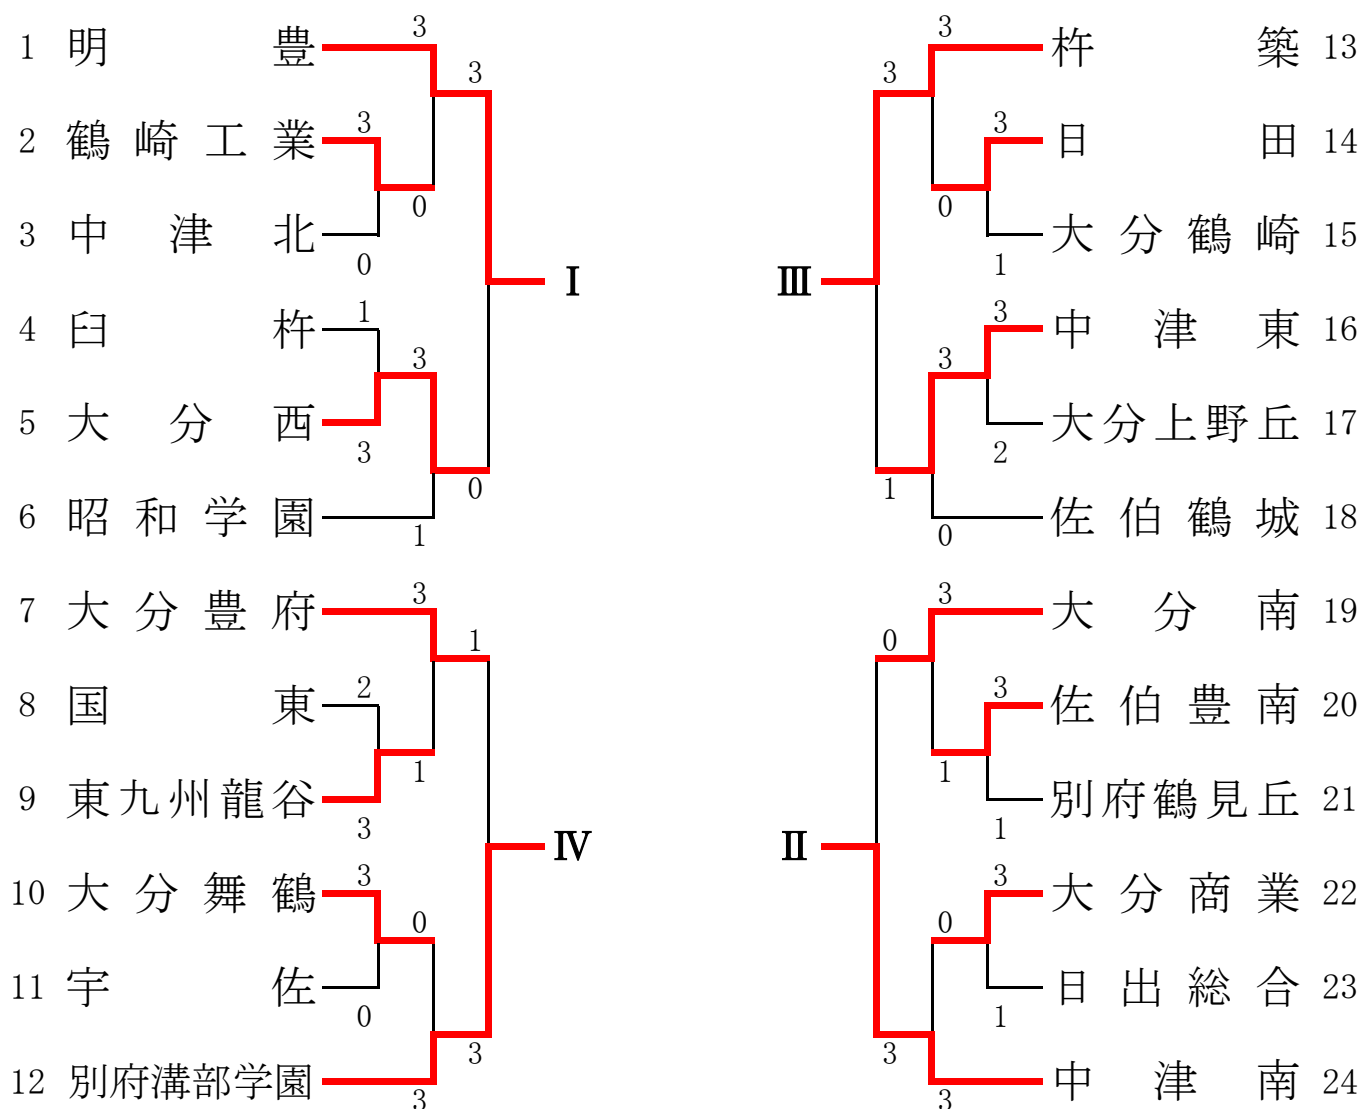 3
1 明豊
3
2 鶴崎工業 3
0
3 中津北
0
I
4 臼杵 1
3
5 大分西
3
0
6 昭和学園
1
7 大分豊府 3
1
8 国東 2
1
9 東九州龍谷
3
IV
10 大分舞鶴 3
0
11 宇佐
0
3
12 別府溝部学園
3
3
杵築 13
3
3 日田 14
0
大分鶴崎 15
1
III
3 中津東 16
3
大分上野丘 17
2
1
佐伯鶴城 18
0
3 大分南 19
0
3 佐伯豊南 20
1
別府鶴見丘 21
1
II
3 大分商業 22
0
日出総合 23
1
3
中津南 24
3